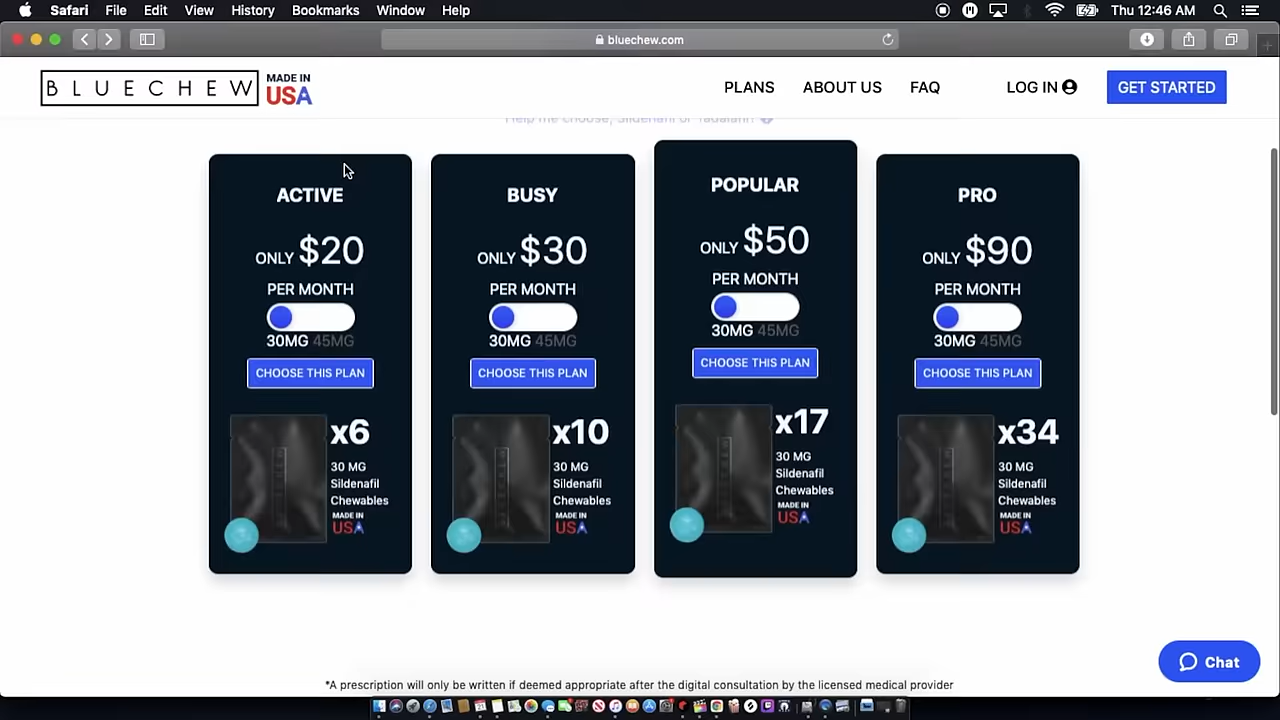 Safari File Edit View History Bookmarks Window Help Thu 12:46 AM
bluechew.com
BLUECHEW MADE IN USA PLANS ABOUT US FAQ LOG IN GET STARTED
Help me choose, Sildenafil or Tadalafil?
ACTIVE
ONLY $20
PER MONTH
30MG 45MG
CHOOSE THIS PLAN
x6
30 MG
Sildenafil
Chewables
MADE IN
USA
BUSY
ONLY $30
PER MONTH
30MG 45MG
CHOOSE THIS PLAN
x10
30 MG
Sildenafil
Chewables
MADE IN
USA
POPULAR
ONLY $50
PER MONTH
30MG 45MG
CHOOSE THIS PLAN
x17
30 MG
Sildenafil
Chewables
MADE IN
USA
PRO
ONLY $90
PER MONTH
30MG 45MG
CHOOSE THIS PLAN
x34
30 MG
Sildenafil
Chewables
MADE IN
USA
Chat
*A prescription will only be written if deemed appropriate after the digital consultation by the licensed medical provider